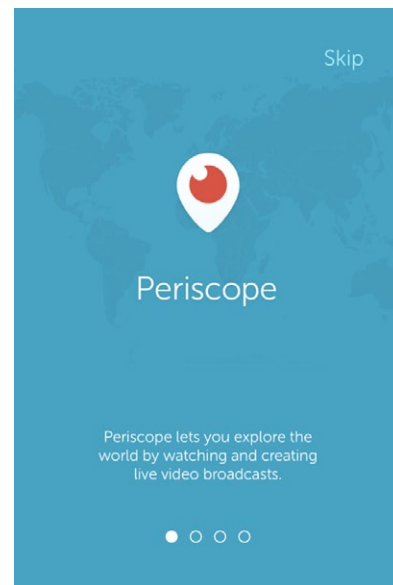 Skip
Periscope
Periscope lets you explore the
world by watching and creating
live video broadcasts.